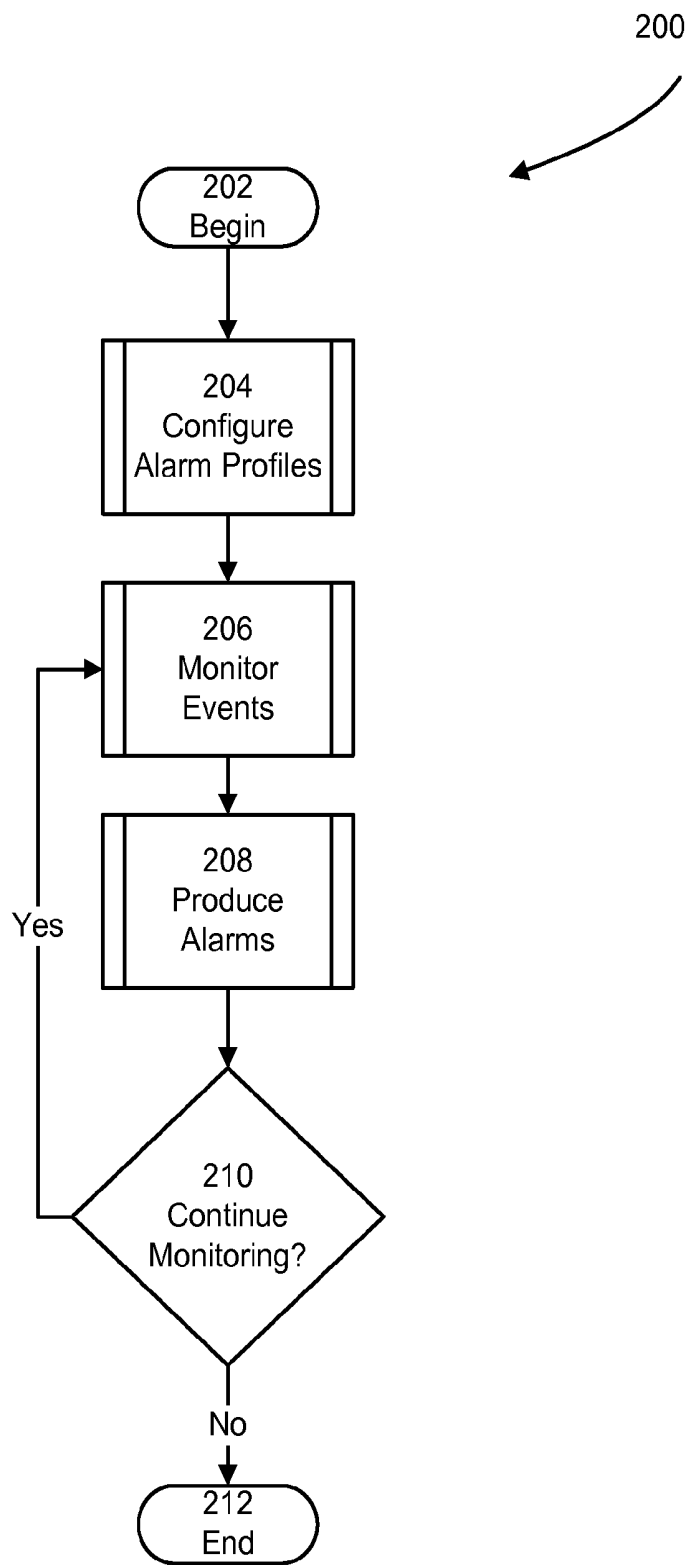 200
202
Begin
204
Configure
Alarm Profiles
206
Monitor
Events
208
Produce
Alarms
Yes
210
Continue
Monitoring?
No
212
End